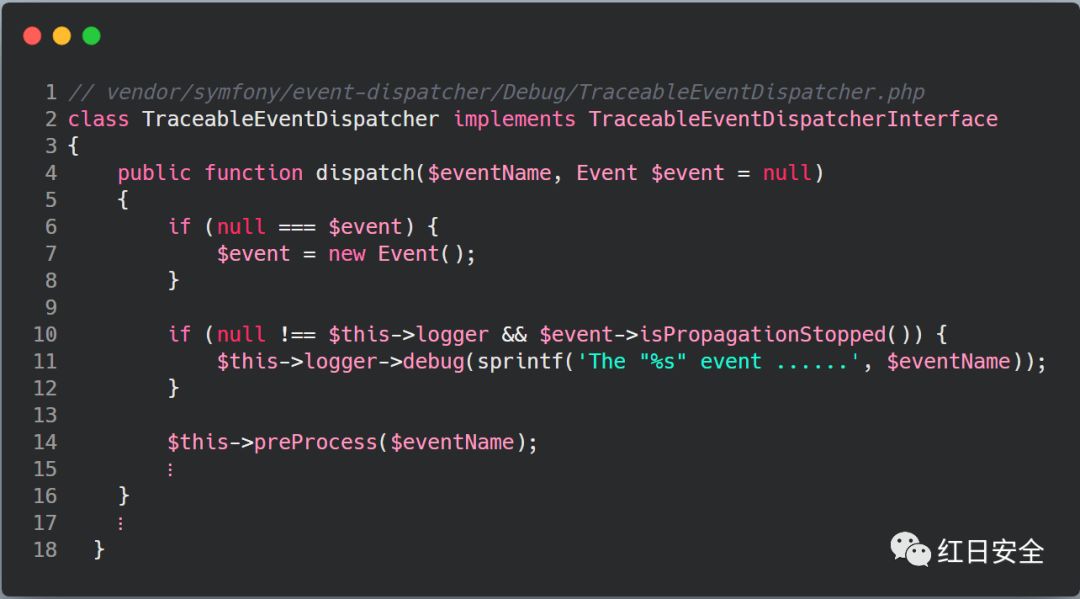 1 // vendor/symfony/event-dispatcher/Debug/TraceableEventDispatcher.php
2 class TraceableEventDispatcher implements TraceableEventDispatcherInterface
3 {
4     public function dispatch($eventName, Event $event = null)
5     {
6         if (null === $event) {
7             $event = new Event();
8         }
9
10         if (null !== $this->logger && $event->isPropagationStopped()) {
11             $this->logger->debug(sprintf('The "%s" event ......', $eventName));
12         }
13
14         $this->preProcess($eventName);
15         ⋮
16     }
17     ⋮
18   }
红日安全